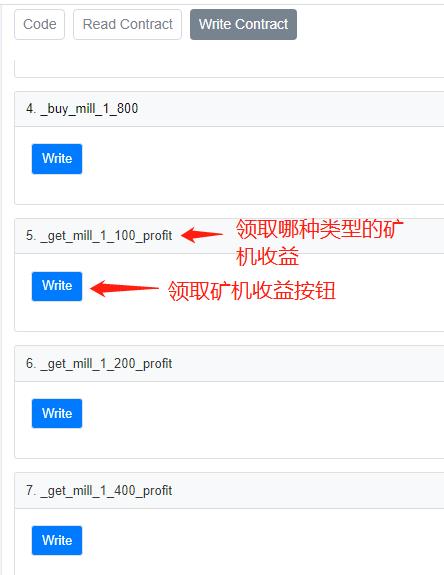 Code Read Contract Write Contract
4. _buy_mill_1_800
Write
5. _get_mill_1_100_profit
领取哪种类型的矿
机收益
Write
领取矿机收益按钮
6. _get_mill_1_200_profit
Write
7. _get_mill_1_400_profit
Write